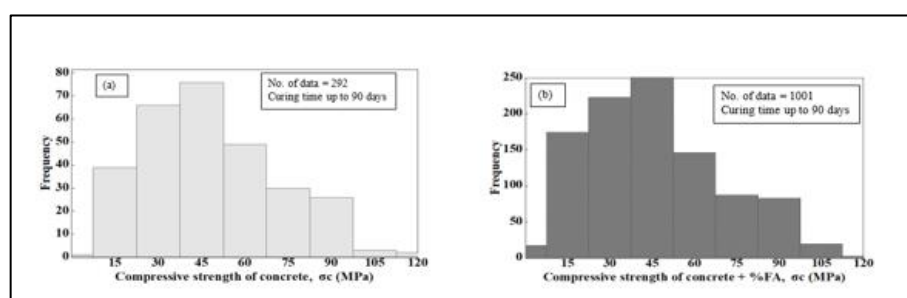 80
70
60
50
40
30
20
10
0
Frequency
(a)
No. of data = 292
Curing time up to 90 days
15 30 45 60 75 90 105 120
Compressive strength of concrete, σc (MPa)
250
200
150
100
50
0
Frequency
(b)
No. of data = 1001
Curing time up to 90 days
15 30 45 60 75 90 105 120
Compressive strength of concrete + %FA, σc (MPa)